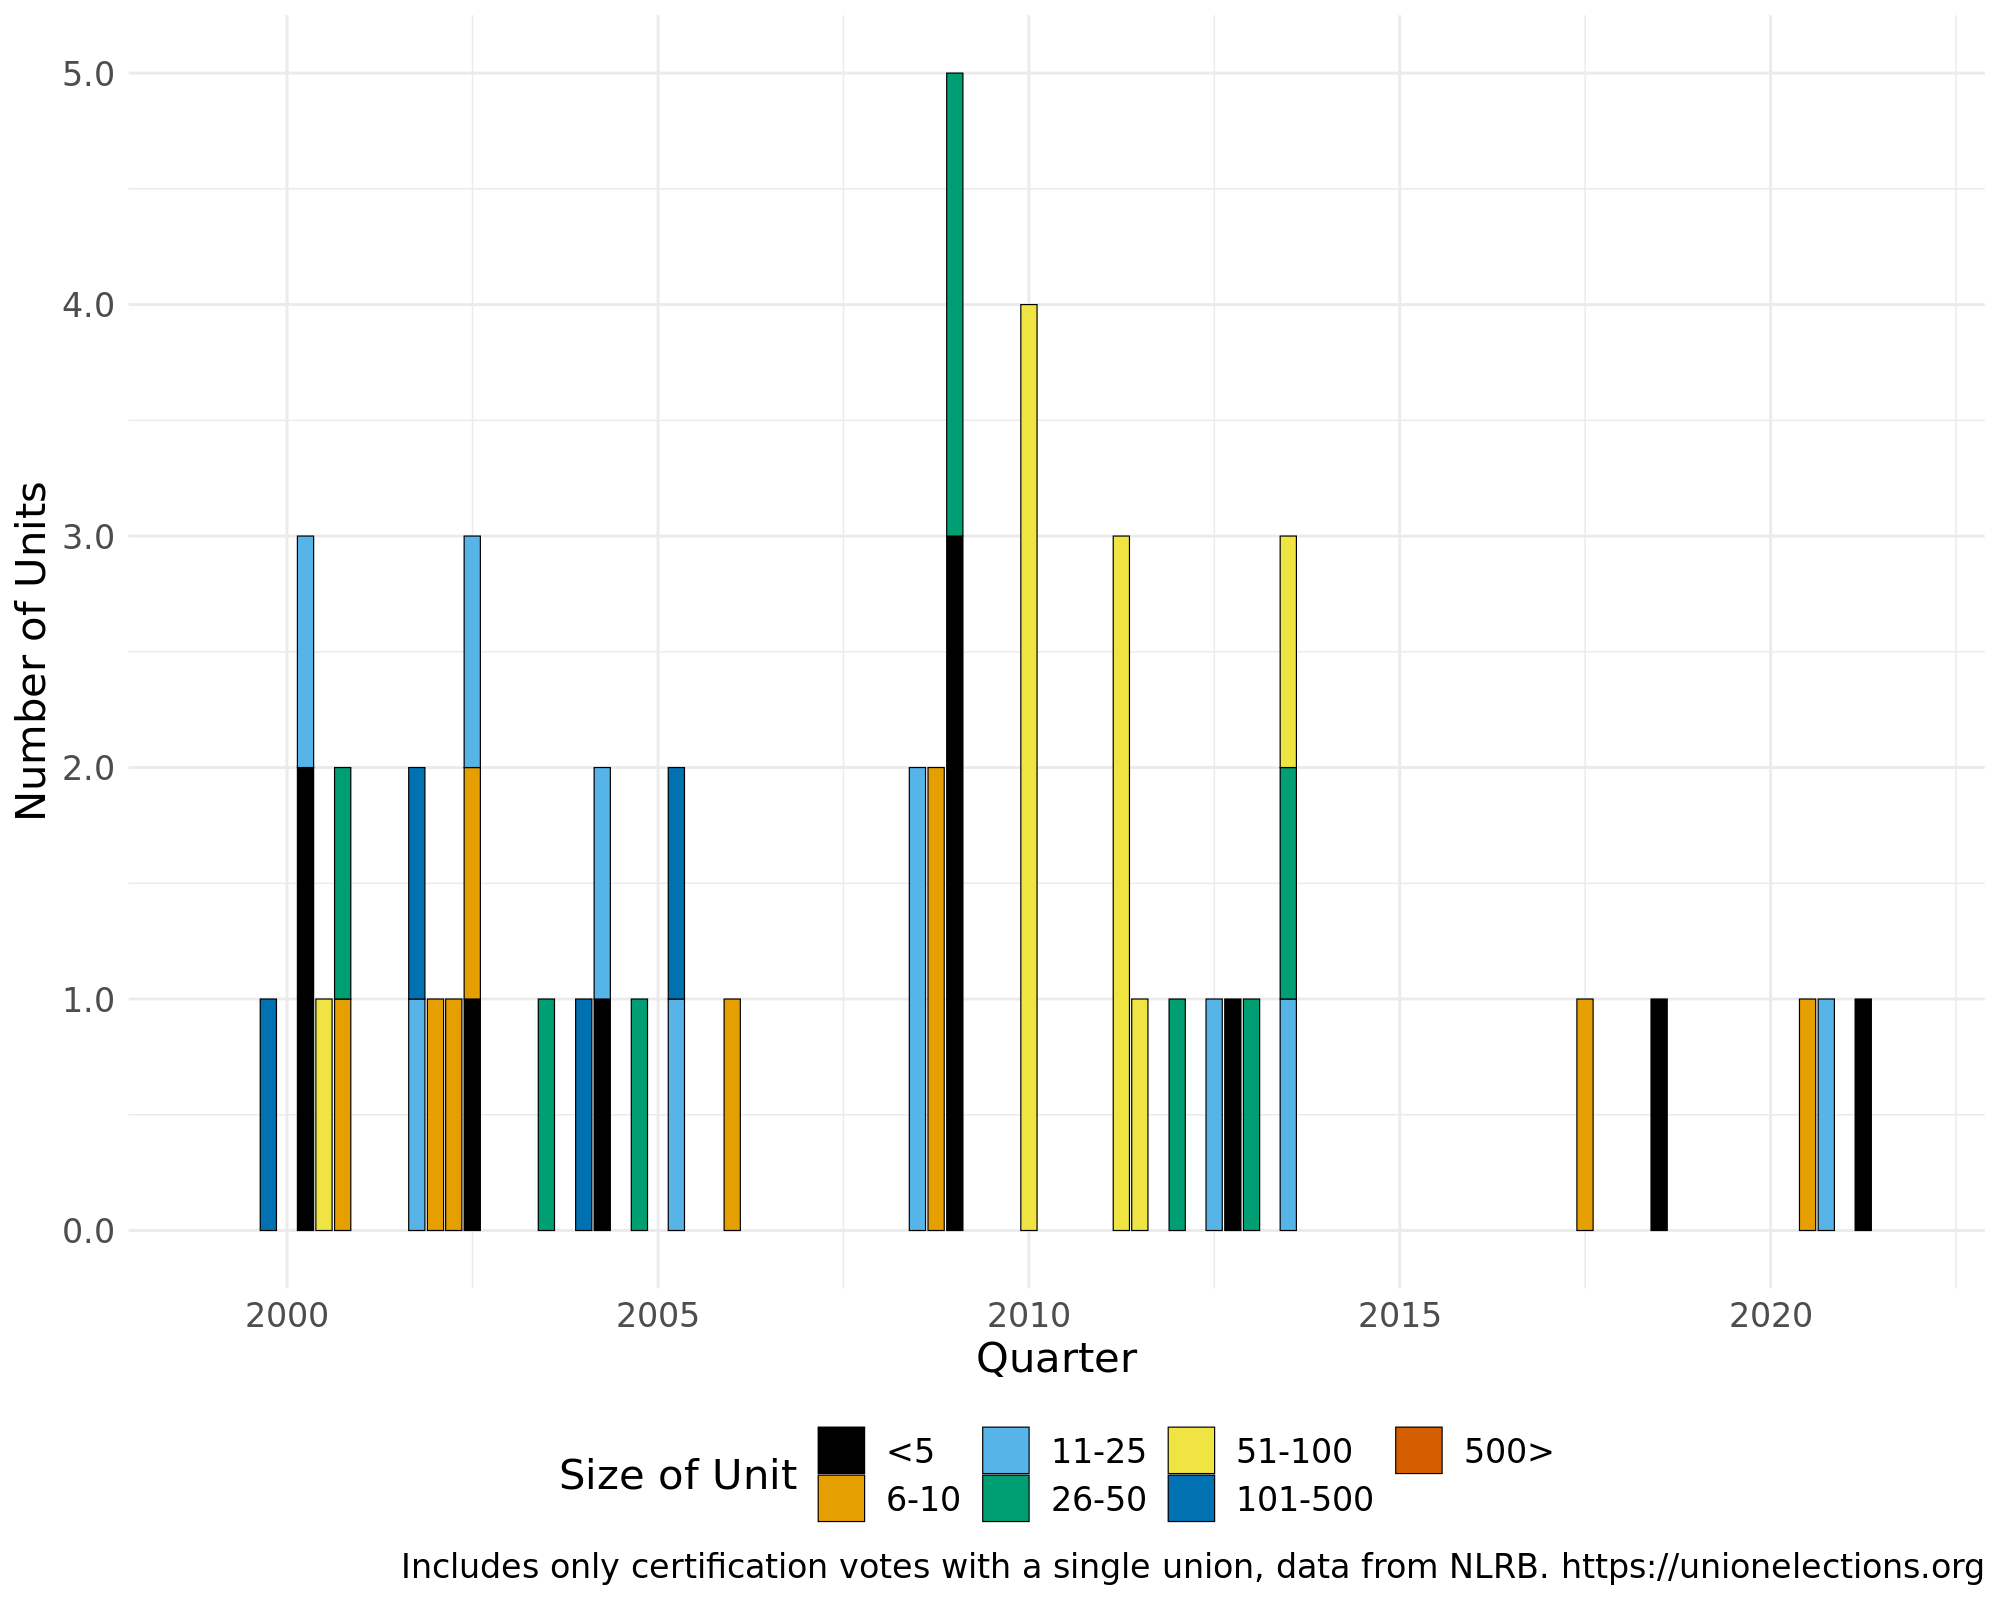 5.0
4.0
3.0
2.0
1.0
0.0
Number of Units
2000 2005 2010 2015 2020
Quarter
Size of Unit
<5 11-25 51-100 500>
6-10 26-50 101-500
Includes only certification votes with a single union, data from NLRB. https://unionelections.org